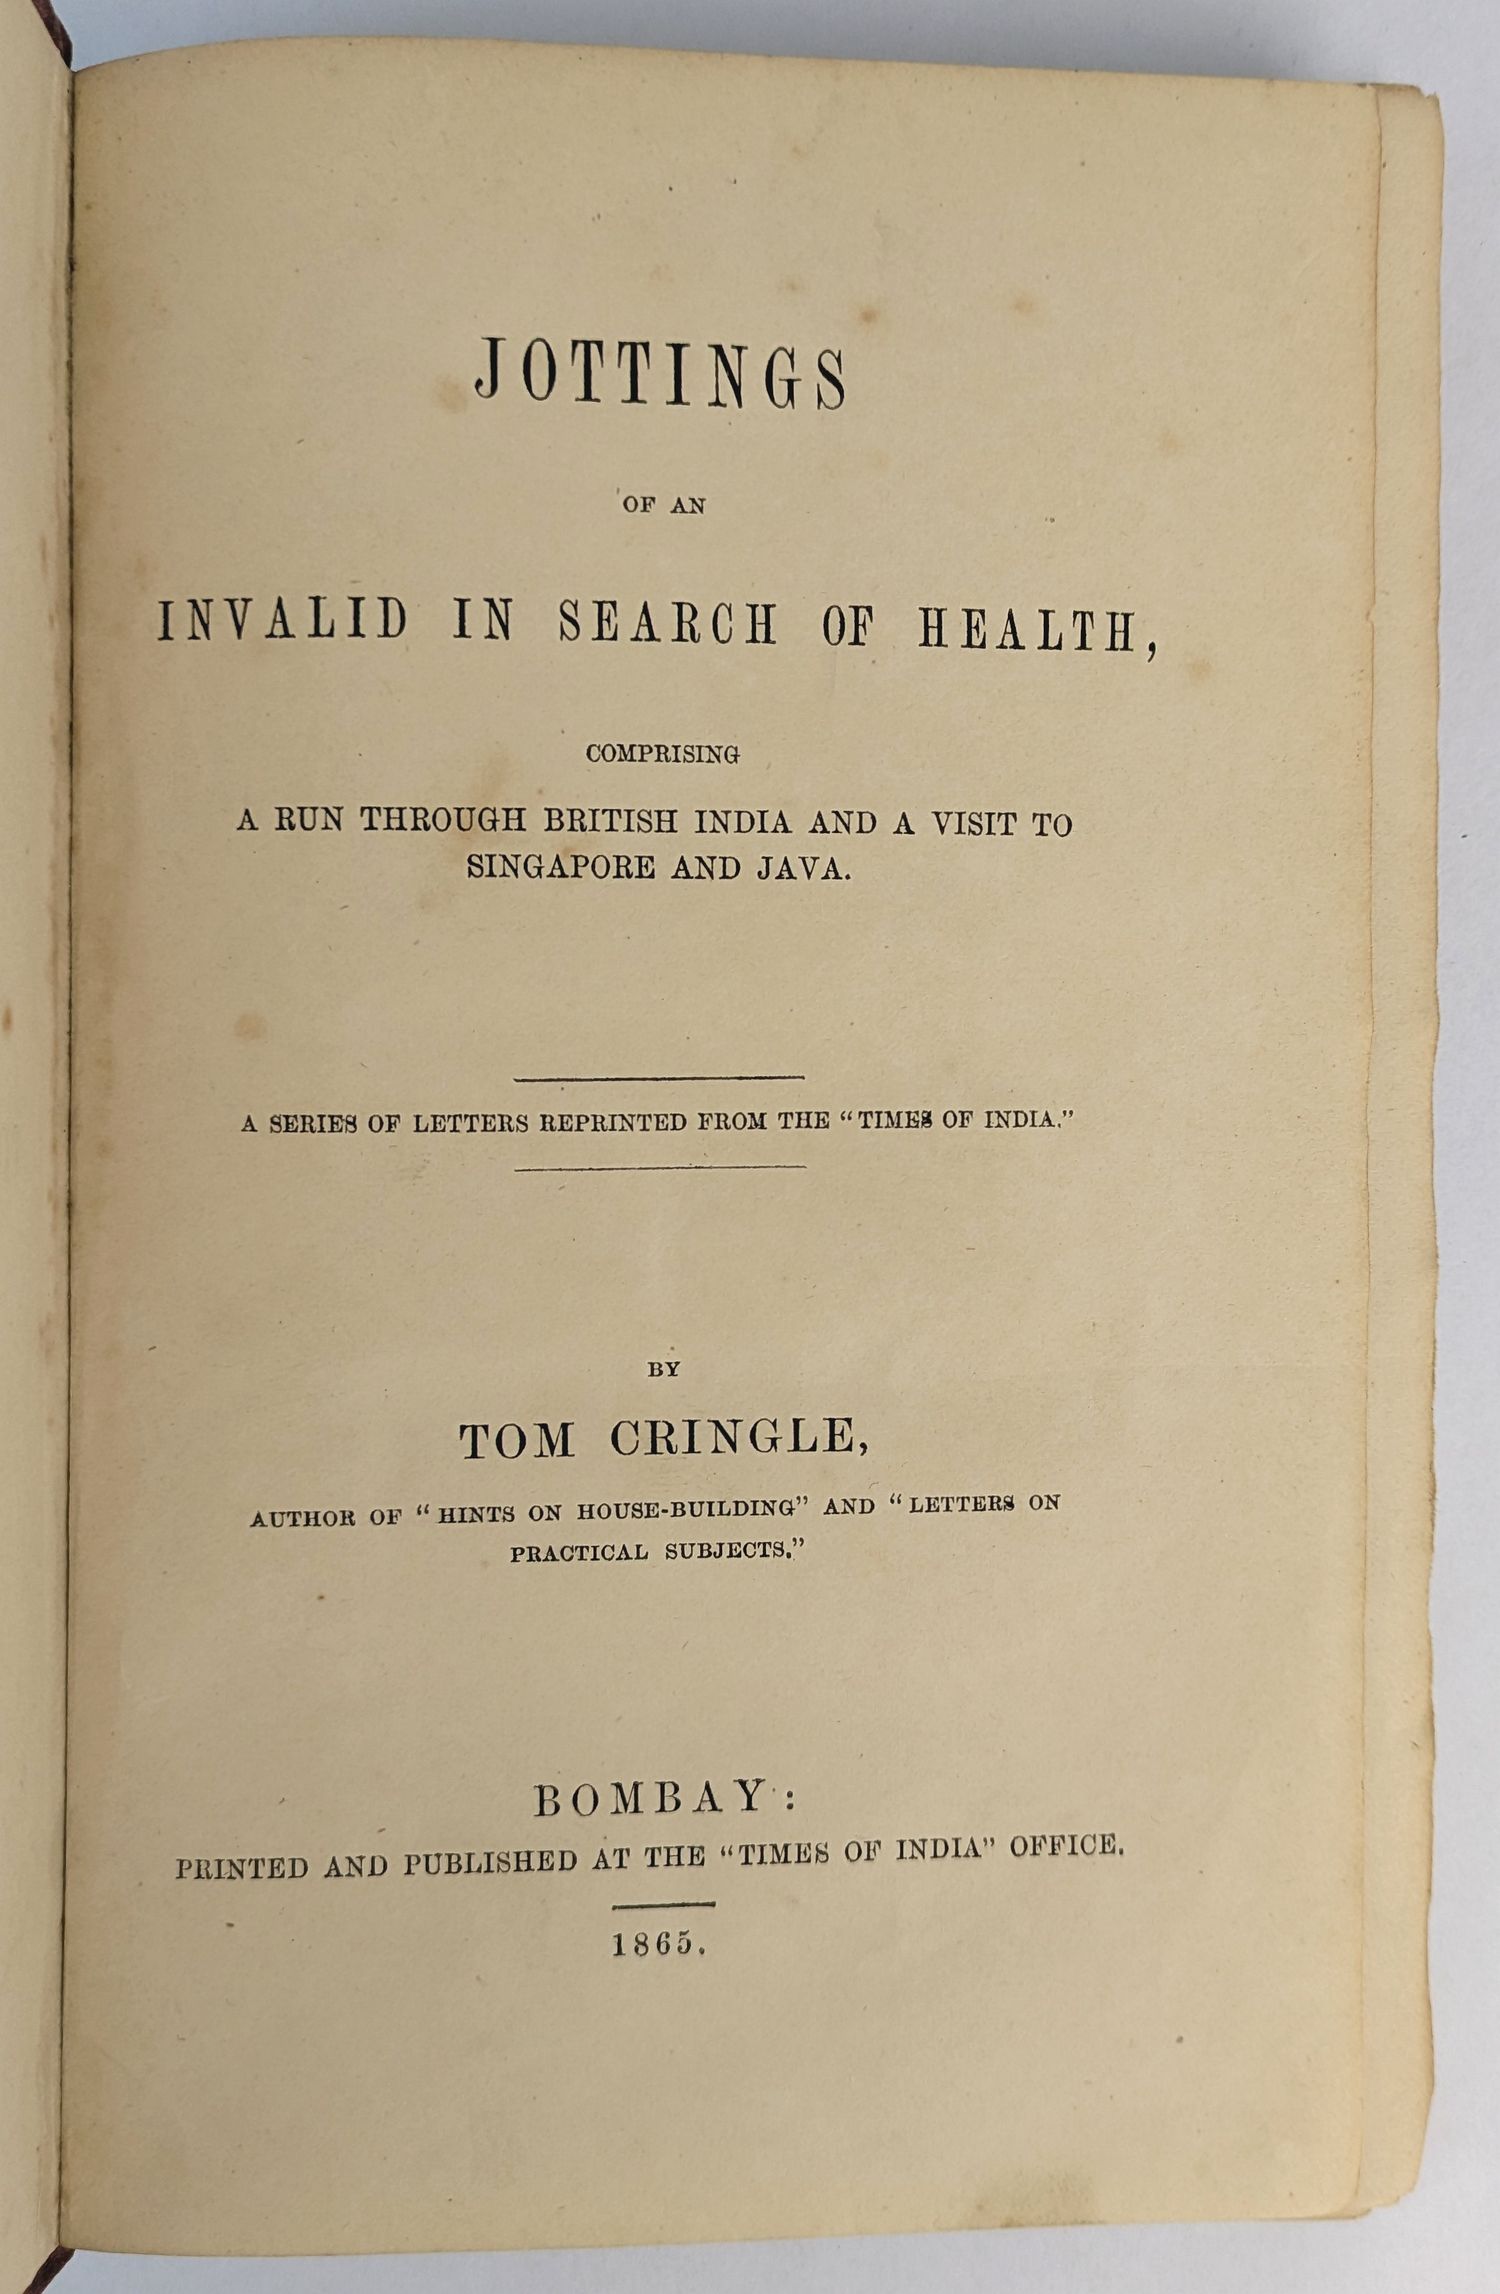 JOTTINGS
OF AN
INVALID IN SEARCH OF HEALTH,
COMPRISING
A RUN THROUGH BRITISH INDIA AND A VISIT TO
SINGAPORE AND JAVA.
A SERIES OF LETTERS REPRINTED FROM THE “TIMES OF INDIA.”
BY
TOM CRINGLE,
AUTHOR OF “HINTS ON HOUSE-BUILDING” AND “LETTERS ON
PRACTICAL SUBJECTS.”
BOMBAY:
PRINTED AND PUBLISHED AT THE “TIMES OF INDIA” OFFICE.
1865.